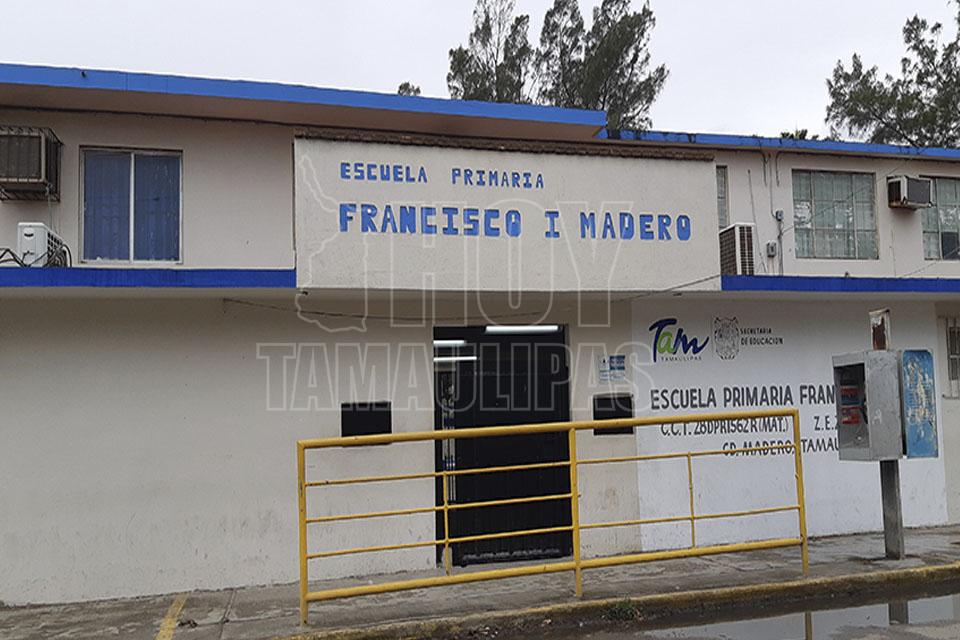 ESCUELA PRIMARIA
FRANCISCO I MADERO
HOY
TAMAULIPAS
Tam
TAMAULIPAS
SECRETARIA
DE EDUCACION
ESCUELA PRIMARIA FRAN
C.C.T. 28DPR1562R (MAT.) Z.E.
CD. MADERO, TAMAU